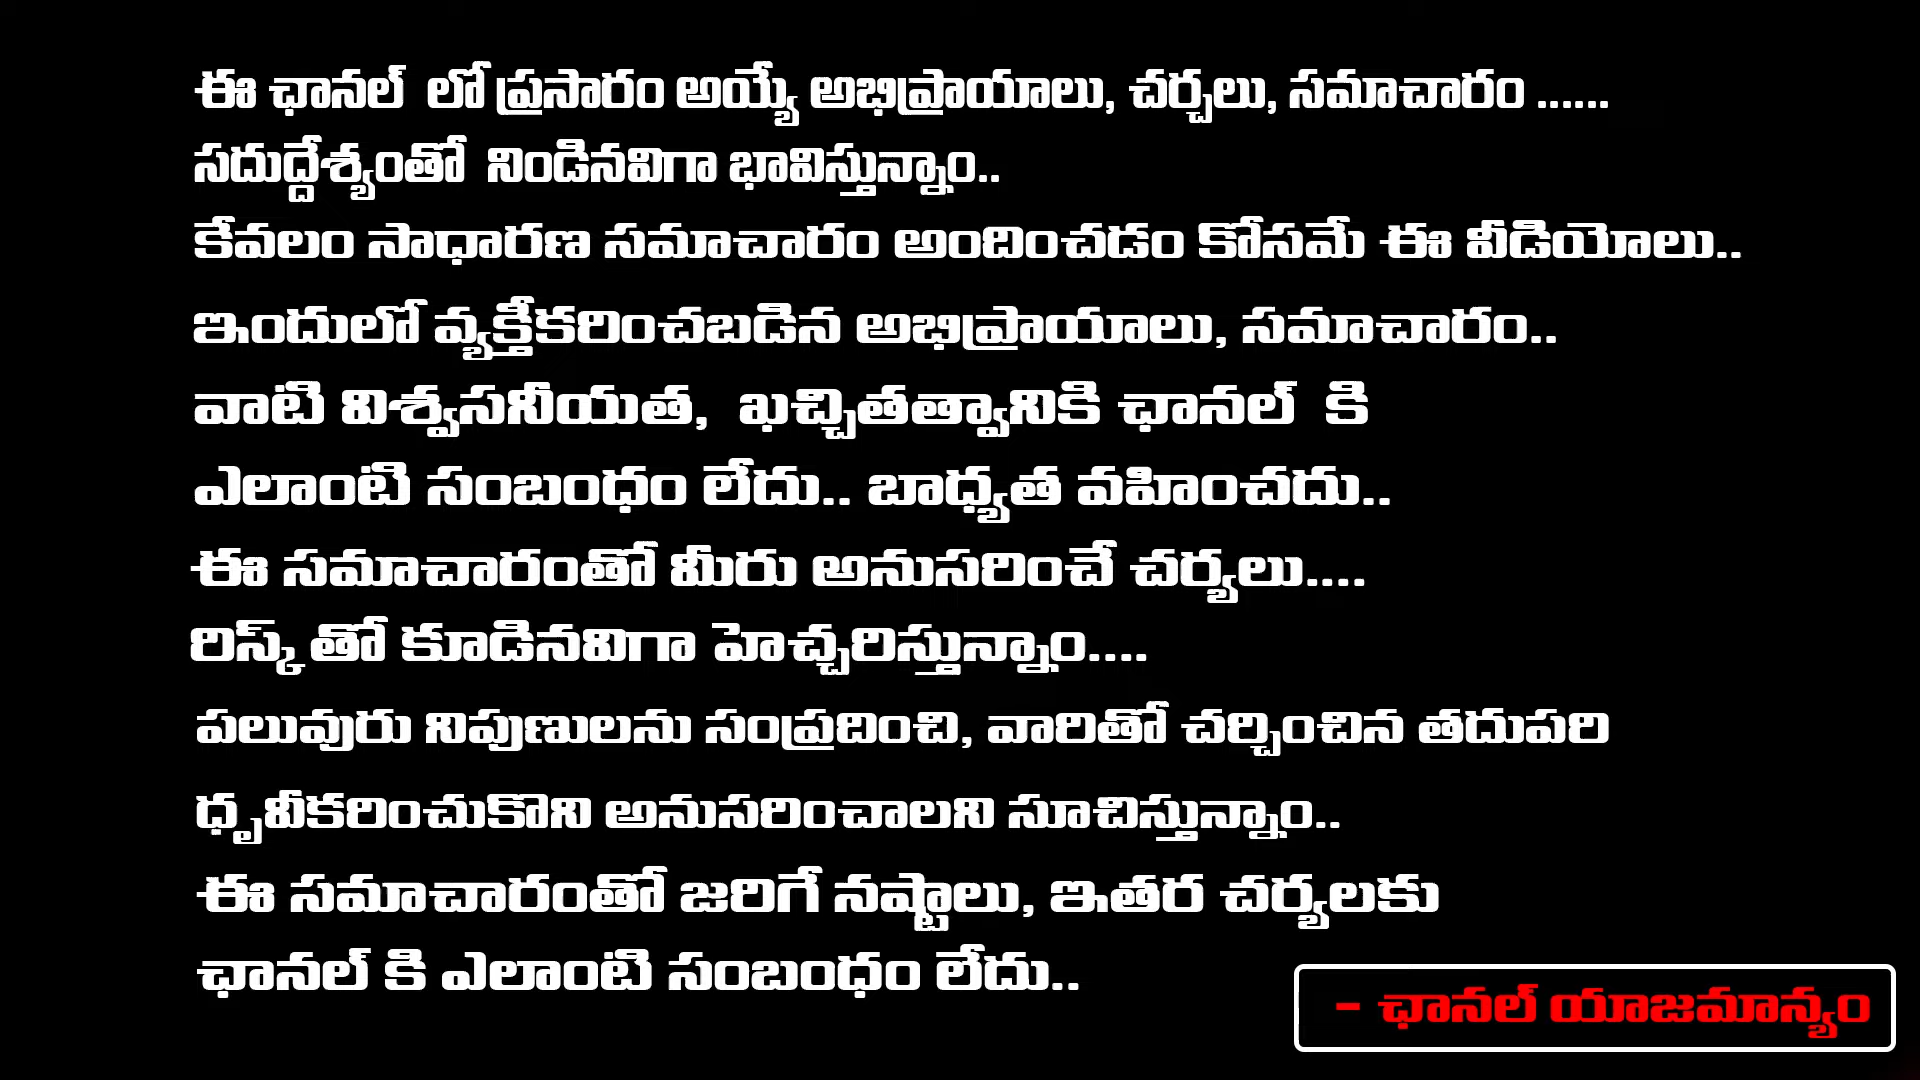 ఈ ఛానల్ లో ప్రసారం అయ్యే అభిప్రాయాలు, చర్చలు, సమాచారం ......
సదుద్దేశ్యంతో నిండినవిగా భావిస్తున్నాం..
కేవలం సాధారణ సమాచారం అందించడం కోసమే ఈ వీడియోలు..
ఇందులో వ్యక్తీకరించబడిన అభిప్రాయాలు, సమాచారం..
వాటి విశ్వసనీయత, ఖచ్చితత్వానికి ఛానల్ కి
ఎలాంటి సంబంధం లేదు.. బాధ్యత వహించదు..
ఈ సమాచారంతో మీరు అనుసరించే చర్యలు....
రిస్క్ తో కూడినవిగా హెచ్చరిస్తున్నాం....
పలువురు నిపుణులను సంప్రదించి, వారితో చర్చించిన తదుపరి
ధృవీకరించుకొని అనుసరించాలని సూచిస్తున్నాం..
ఈ సమాచారంతో జరిగే నష్టాలు, ఇతర చర్యలకు
ఛానల్ కి ఎలాంటి సంబంధం లేదు..
- ఛానల్ యాజమాన్యం